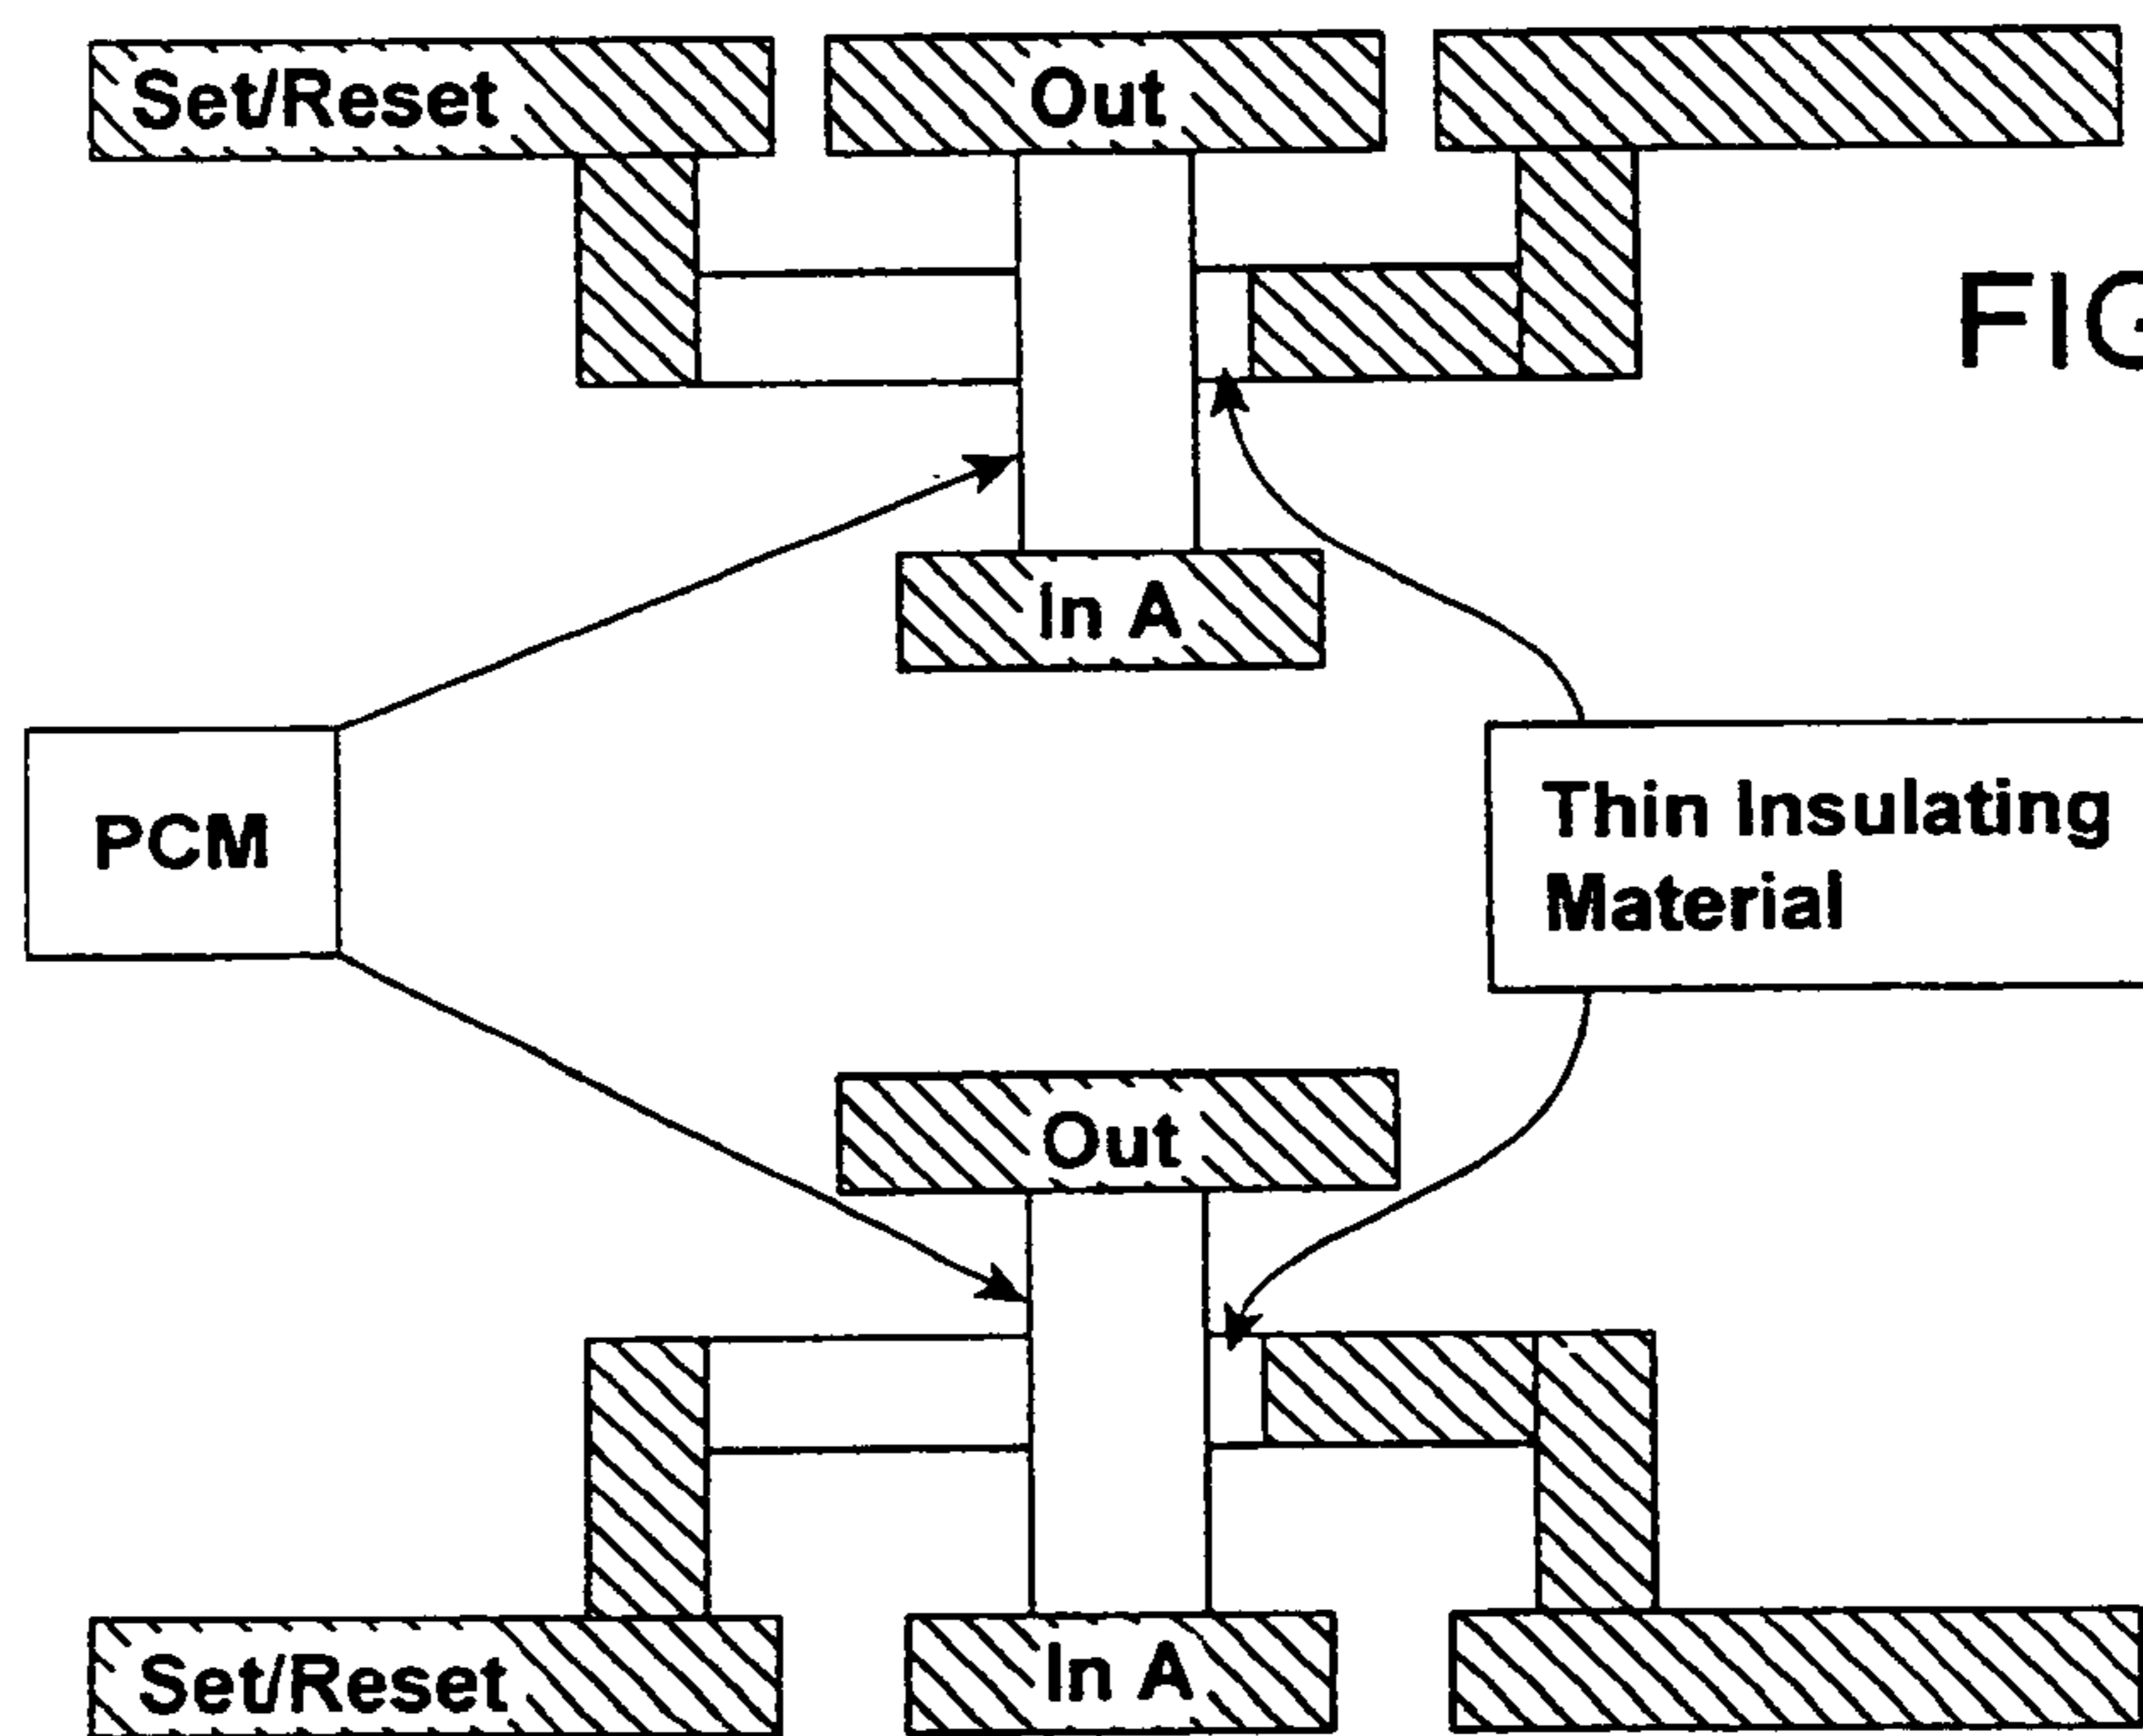 Set/Reset
Out
FIG
In A
PCM
Thin Insulating
Material
Out
Set/Reset
In A